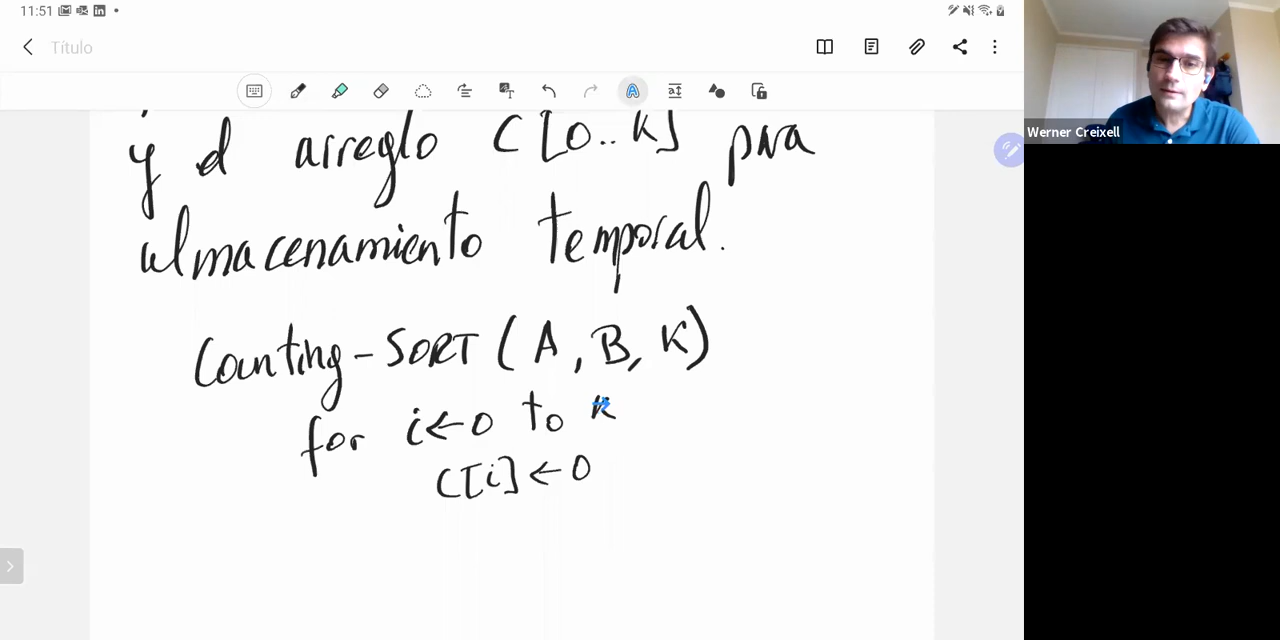 11:51
Título
Werner Creixell
y el arreglo C[0..K] para
almacenamiento temporal.
Counting-SORT (A, B, K)
for i←0 to K
C[i]←0